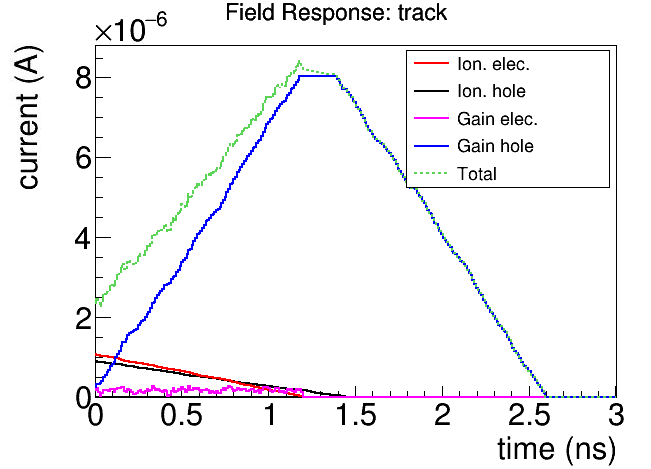 Field Response: track
×10⁻⁶
current (A)
8
6
4
2
0
Ion. elec.
Ion. hole
Gain elec.
Gain hole
Total
0 0.5 1 1.5 2 2.5 3
time (ns)